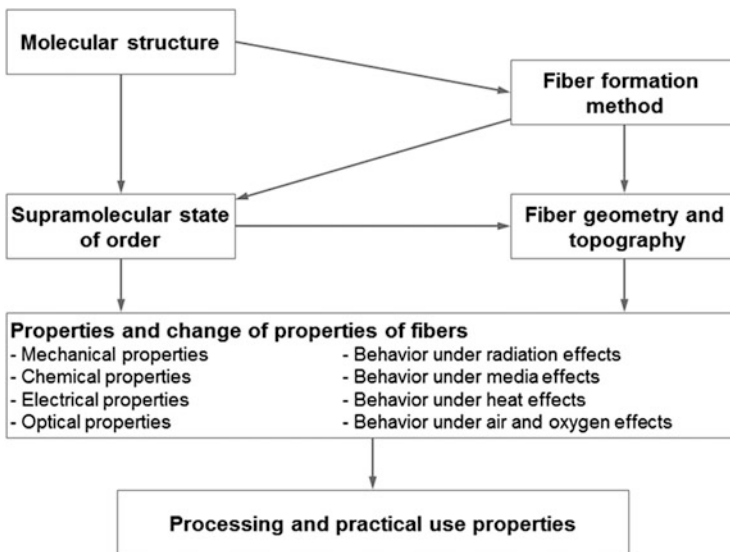 Molecular structure
Fiber formation
method
Supramolecular state
of order
Fiber geometry and
topography
Properties and change of properties of fibers
- Mechanical properties
- Chemical properties
- Electrical properties
- Optical properties
- Behavior under radiation effects
- Behavior under media effects
- Behavior under heat effects
- Behavior under air and oxygen effects
Processing and practical use properties